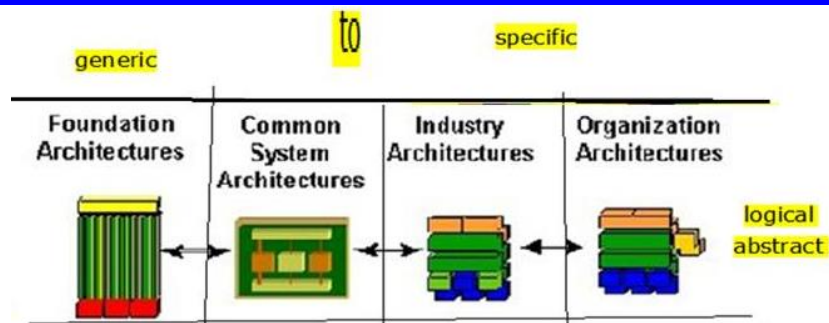 generic
to
specific
Foundation
Architectures
Common
System
Architectures
Industry
Architectures
Organization
Architectures
logical
abstract